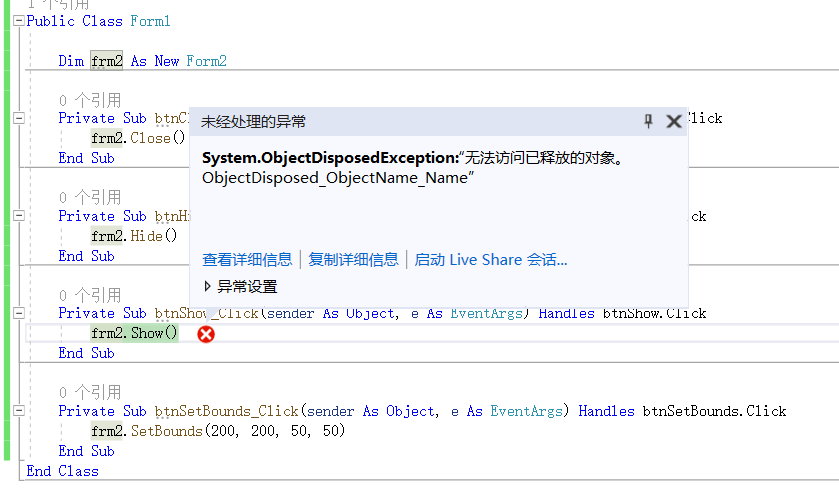 1 个引用
Public Class Form1
Dim frm2 As New Form2
0 个引用
Private Sub btnCl
lick
frm2.Close()
End Sub
未经处理的异常
System.ObjectDisposedException:“无法访问已释放的对象。
ObjectDisposed_ObjectName_Name”
0 个引用
Private Sub btnHi
ck
frm2.Hide()
End Sub
查看详细信息 | 复制详细信息 | 启动 Live Share 会话...
异常设置
0 个引用
Private Sub btnShow_Click(sender As Object, e As EventArgs) Handles btnShow.Click
frm2.Show()
End Sub
0 个引用
Private Sub btnSetBounds_Click(sender As Object, e As EventArgs) Handles btnSetBounds.Click
frm2.SetBounds(200, 200, 50, 50)
End Sub
End Class